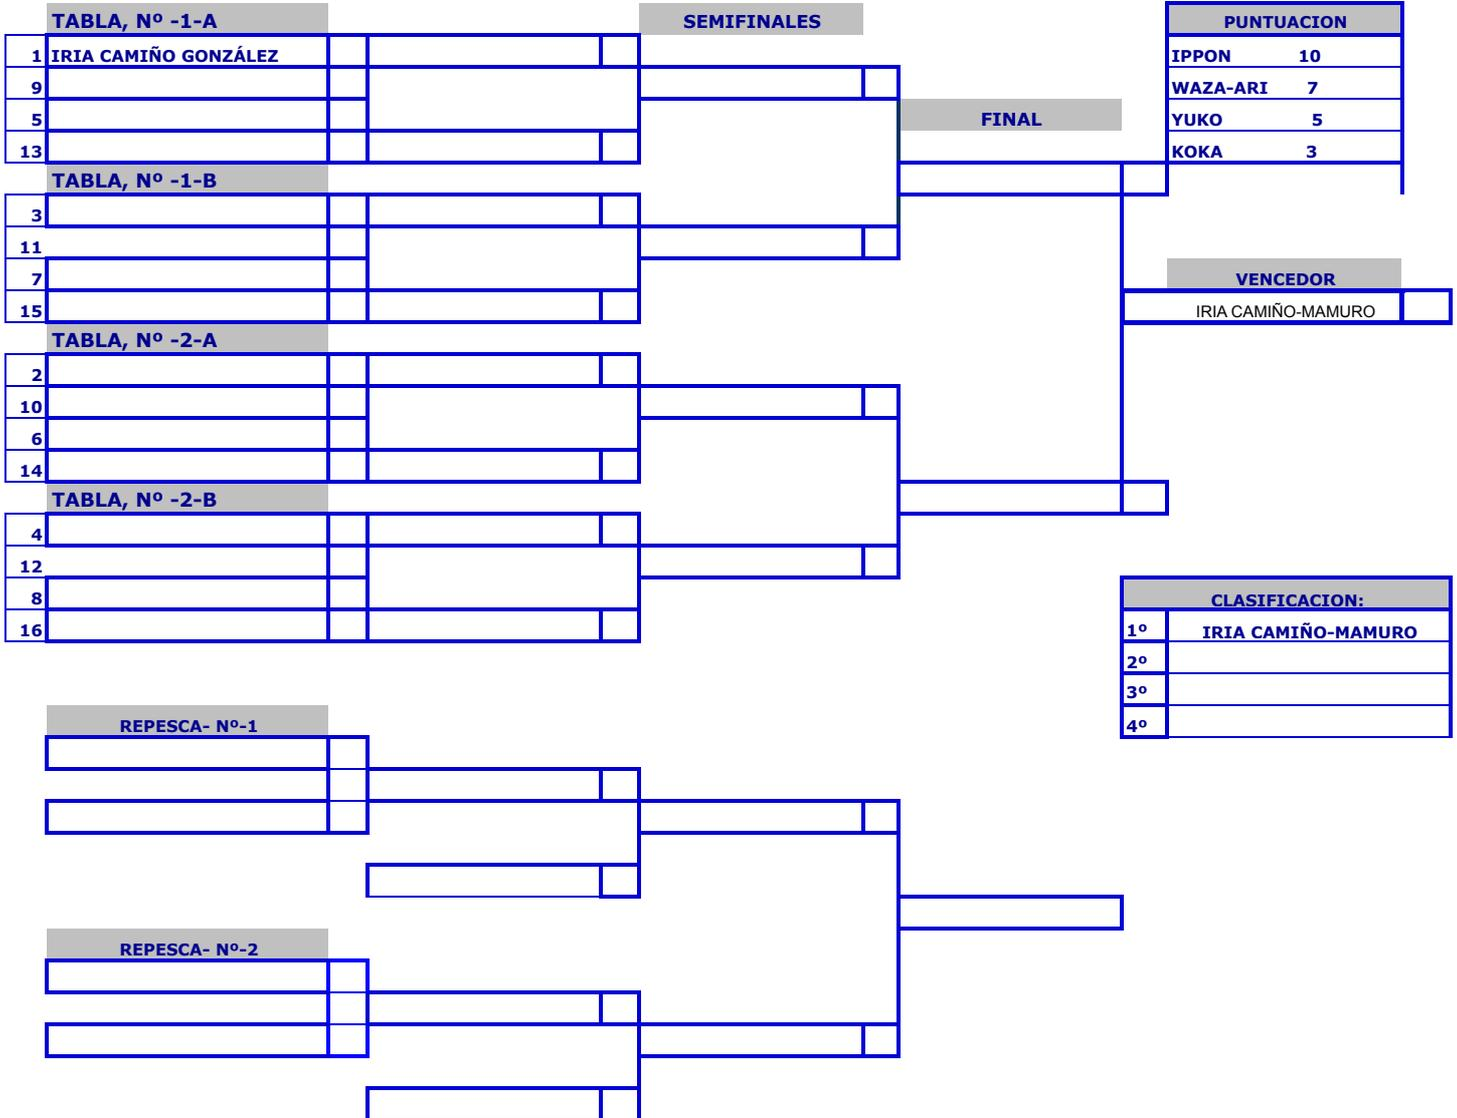 TABLA, Nº -1-A
SEMIFINALES
PUNTUACION
1 IRIA CAMIÑO GONZÁLEZ
IPPON 10
9
WAZA-ARI 7
5
FINAL
YUKO 5
13
KOKA 3
TABLA, Nº -1-B
3
11
7
VENCEDOR
15
IRIA CAMIÑO-MAMURO
TABLA, Nº -2-A
2
10
6
14
TABLA, Nº -2-B
4
12
8
CLASIFICACION:
16
1º IRIA CAMIÑO-MAMURO
2º
3º
4º
REPESCA- Nº-1
REPESCA- Nº-2